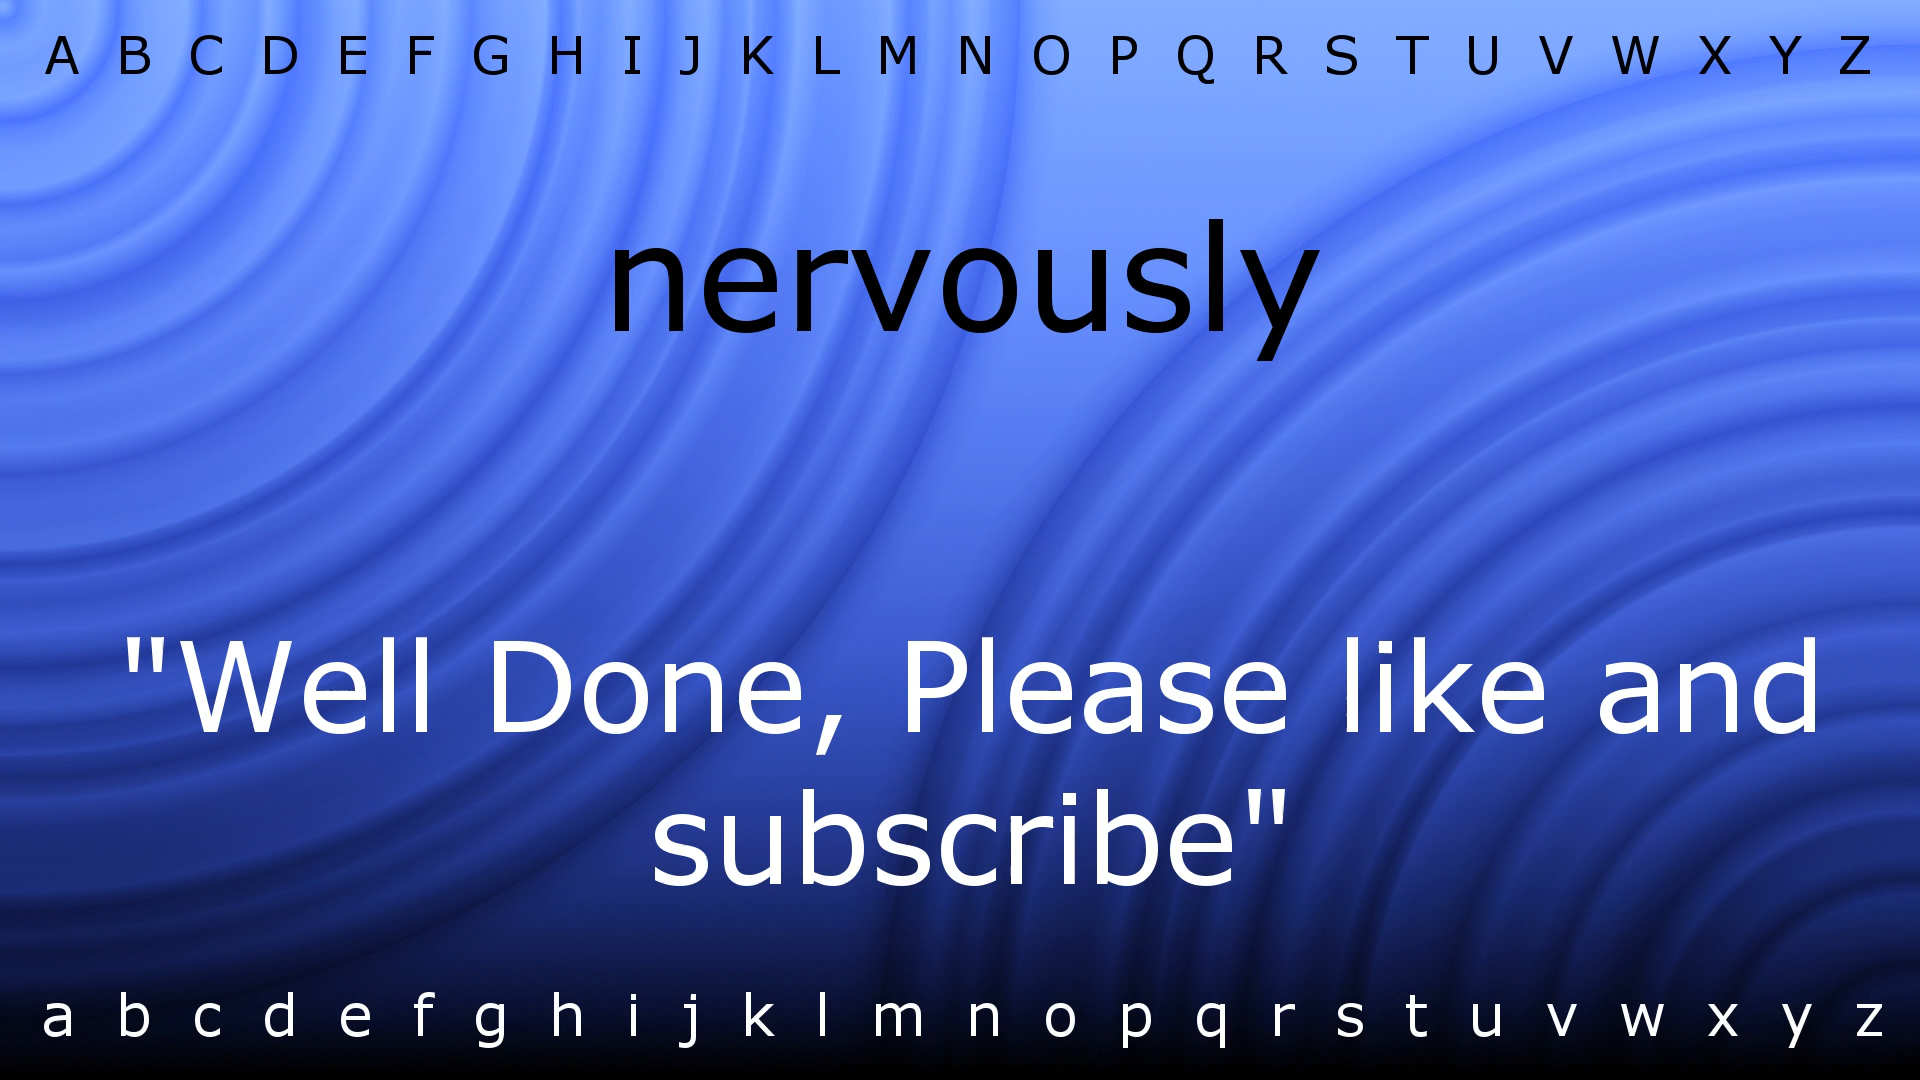 A B C D E F G H I J K L M N O P Q R S T U V W X Y Z
nervously
"Well Done, Please like and
subscribe"
a b c d e f g h i j k l m n o p q r s t u v w x y z